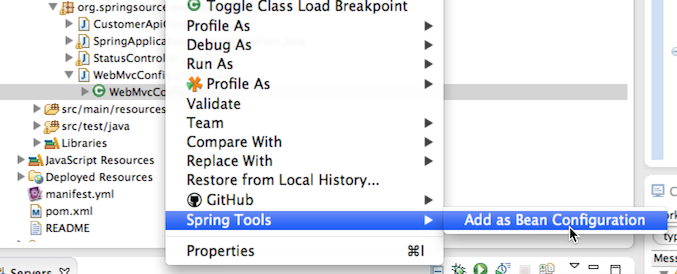 org.springsource
Toggle Class Load Breakpoint
CustomerApiC
Profile As
SpringApplica
Debug As
StatusControl
Run As
WebMvcConfi
Profile As
WebMvcCo
Validate
src/main/resources
Team
src/test/java
Compare With
Libraries
Replace With
JavaScript Resources
Restore from Local History...
Deployed Resources
GitHub
manifest.yml
Spring Tools
Add as Bean Configuration
pom.xml
README
Properties ⌘I
Servers
Mess